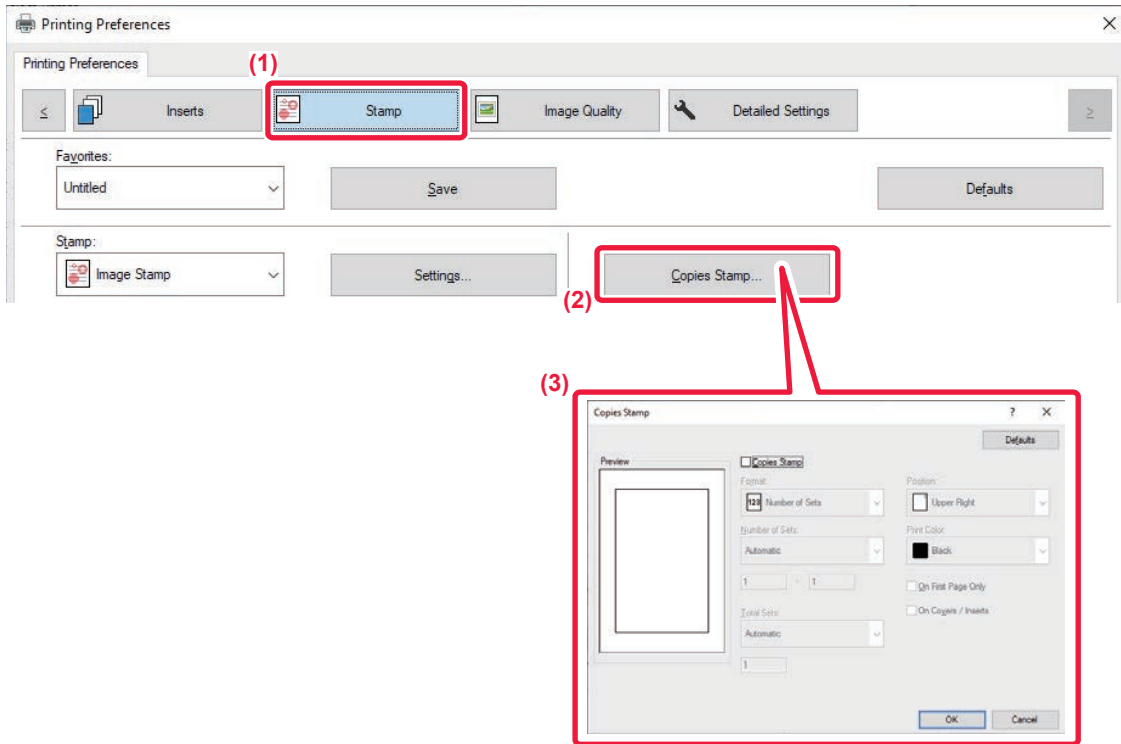 Printing Preferences
Printing Preferences
(1)
≤
Inserts
Stamp
Image Quality
Detailed Settings
≥
Favorites:
Untitled
Save
Defaults
Stamp:
Image Stamp
Settings...
Copies Stamp...
(2)
(3)
Copies Stamp
?
Defaults
Preview
Copies Stamp
Format:
Position:
123 Number of Sets
Upper Right
Number of Sets:
Print Color:
Automatic
Black
1 - 1
On First Page Only
Total Sets:
On Covers / Inserts
Automatic
1
OK
Cancel